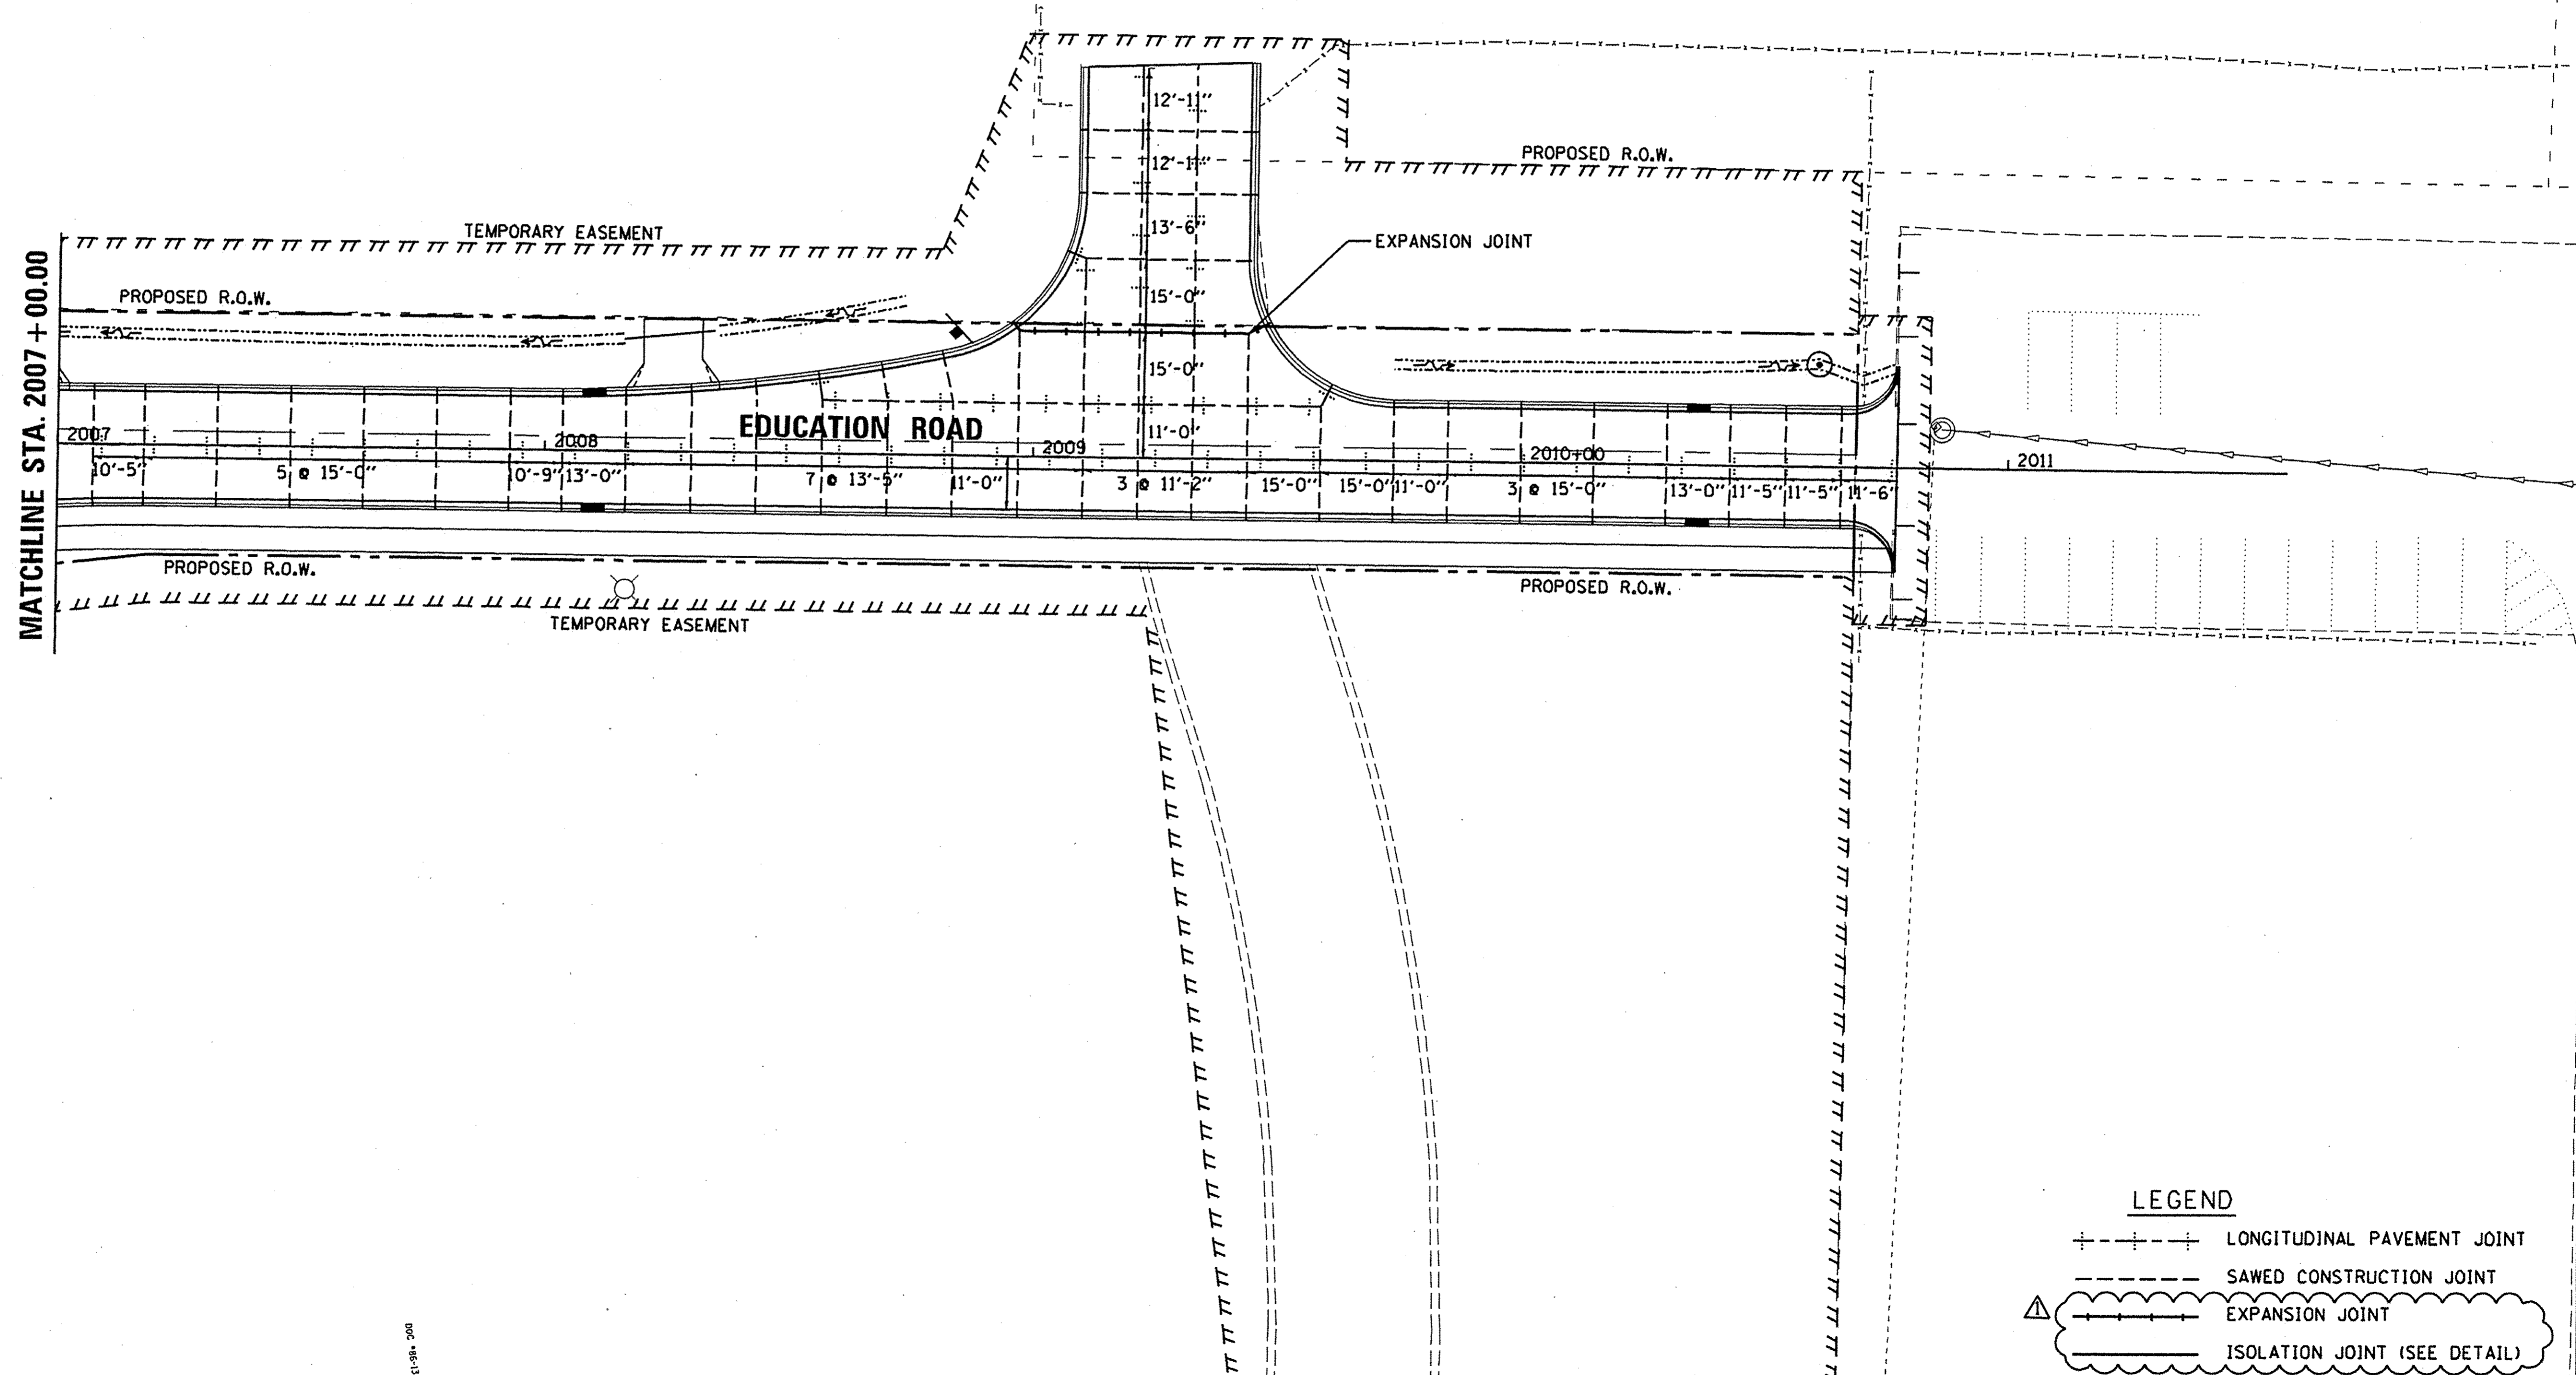 12'-11"
12'-11"
PROPOSED R.O.W.
13'-6"
TEMPORARY EASEMENT
EXPANSION JOINT
MATCHLINE STA. 2007+00.00
PROPOSED R.O.W.
15'-0"
15'-0"
EDUCATION ROAD
11'-0"
2007
2008
2009
2010+00
2011
10'-5"
5 @ 15'-0"
10'-9"
13'-0"
7 @ 13'-5"
11'-0"
3 @ 11'-2"
15'-0"
15'-0"
11'-0"
3 @ 15'-0"
13'-0"
11'-5"
11'-5"
11'-6"
PROPOSED R.O.W.
PROPOSED R.O.W.
TEMPORARY EASEMENT
LEGEND
LONGITUDINAL PAVEMENT JOINT
SAWED CONSTRUCTION JOINT
1
EXPANSION JOINT
ISOLATION JOINT (SEE DETAIL)